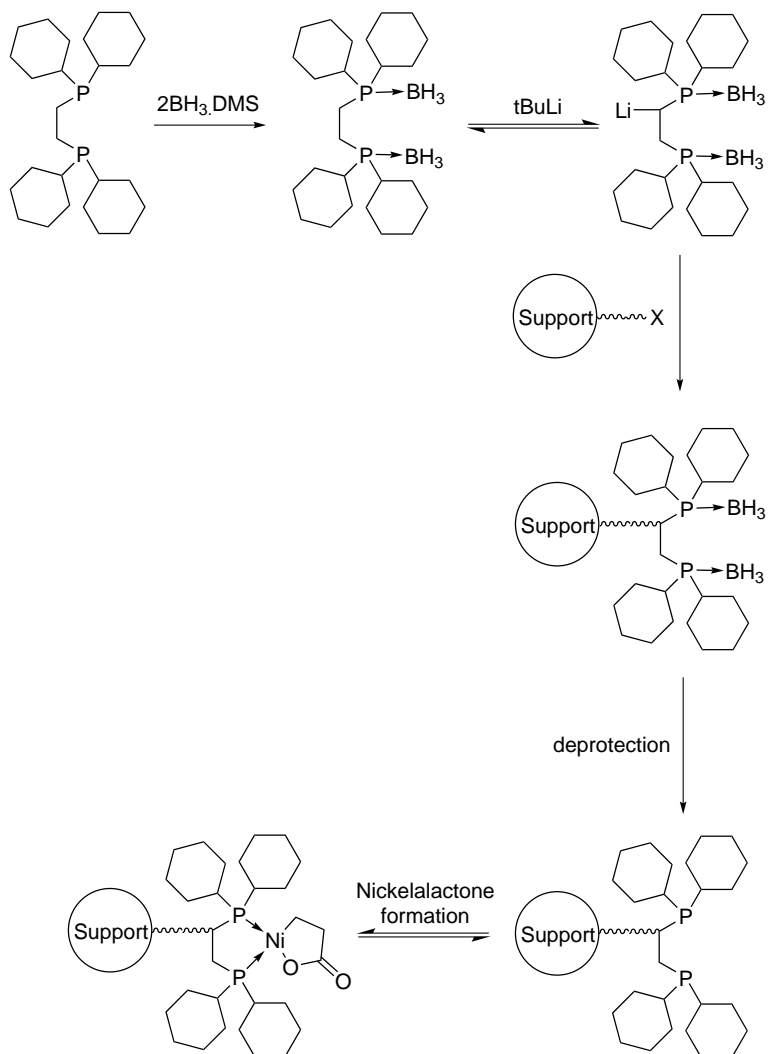 P
P
2BH3.DMS
P BH3
P BH3
tBuLi
Li
P BH3
P BH3
Support X
Support
P BH3
P BH3
deprotection
Support
P
P
Nickelalactone
formation
Support
P
Ni
O
O
P